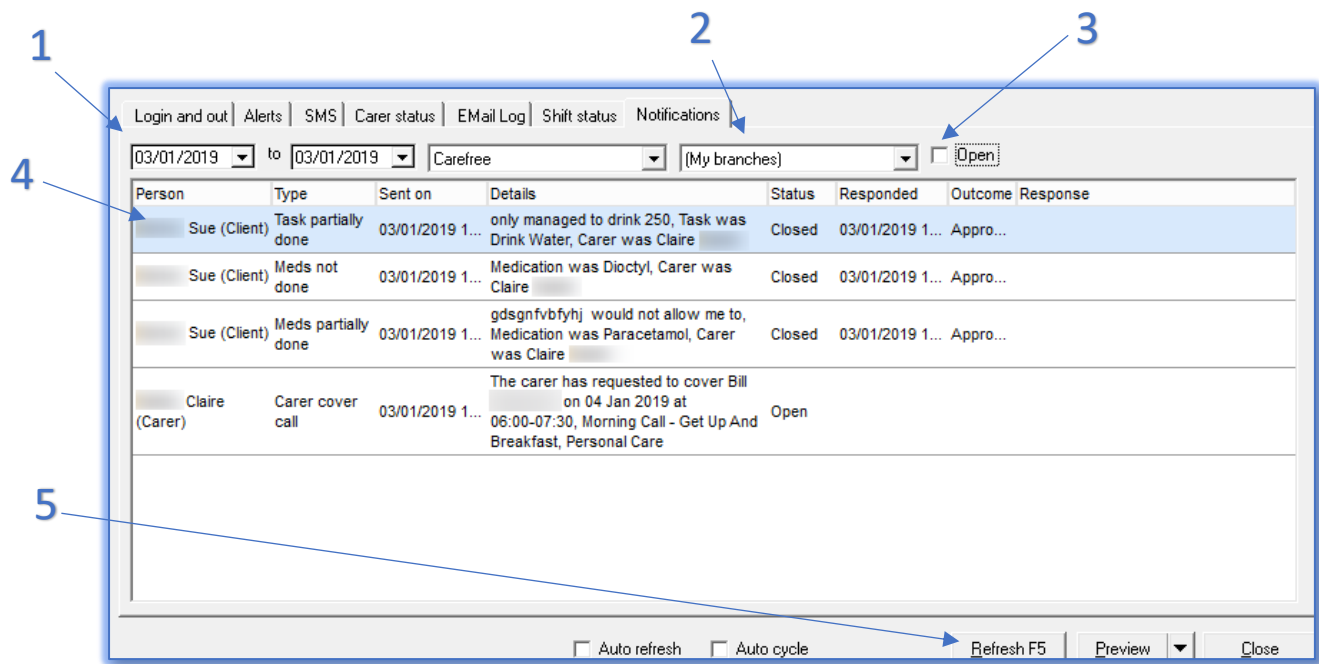 1
2
3
Login and out Alerts SMS Carer status EMail Log Shift status Notifications
03/01/2019 to 03/01/2019 Carefree (My branches) Open
4
Person Type Sent on Details Status Responded Outcome Response
Sue (Client) Task partially done 03/01/2019 1... only managed to drink 250, Task was Closed 03/01/2019 1... Appro...
Drink Water, Carer was Claire
Sue (Client) Meds not done 03/01/2019 1... Medication was Dioctyl, Carer was Closed 03/01/2019 1... Appro...
Claire
Sue (Client) Meds partially done 03/01/2019 1... gdsgnfvbfyhj would not allow me to, Closed 03/01/2019 1... Appro...
Medication was Paracetamol, Carer
was Claire
Claire (Carer) Carer cover call 03/01/2019 1... The carer has requested to cover Bill Open
on 04 Jan 2019 at
06:00-07:30, Morning Call - Get Up And
Breakfast, Personal Care
5
Auto refresh Auto cycle Refresh F5 Preview Close